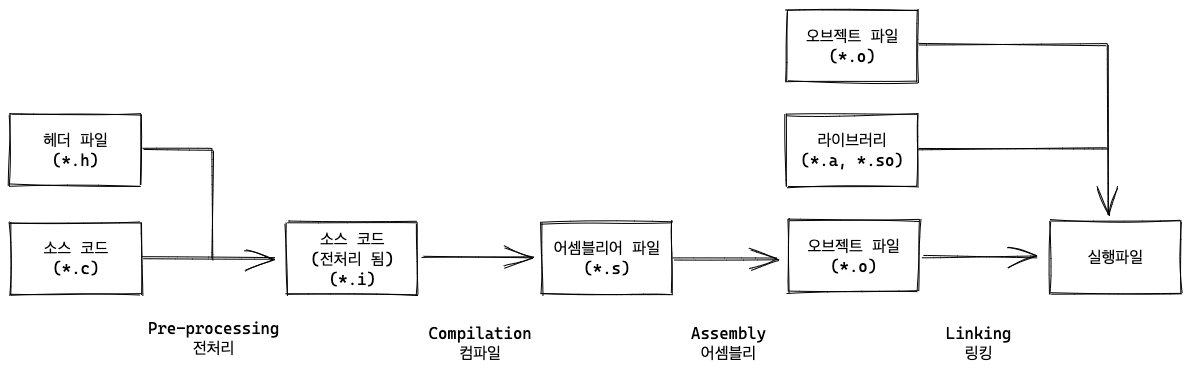 오브젝트 파일
(*.o)
헤더 파일
(*.h)
라이브러리
(*.a, *.so)
소스 코드
(*.c)
소스 코드
(전처리 됨)
(*.i)
어셈블리어 파일
(*.s)
오브젝트 파일
(*.o)
실행파일
Pre-processing
전처리
Compilation
컴파일
Assembly
어셈블리
Linking
링킹